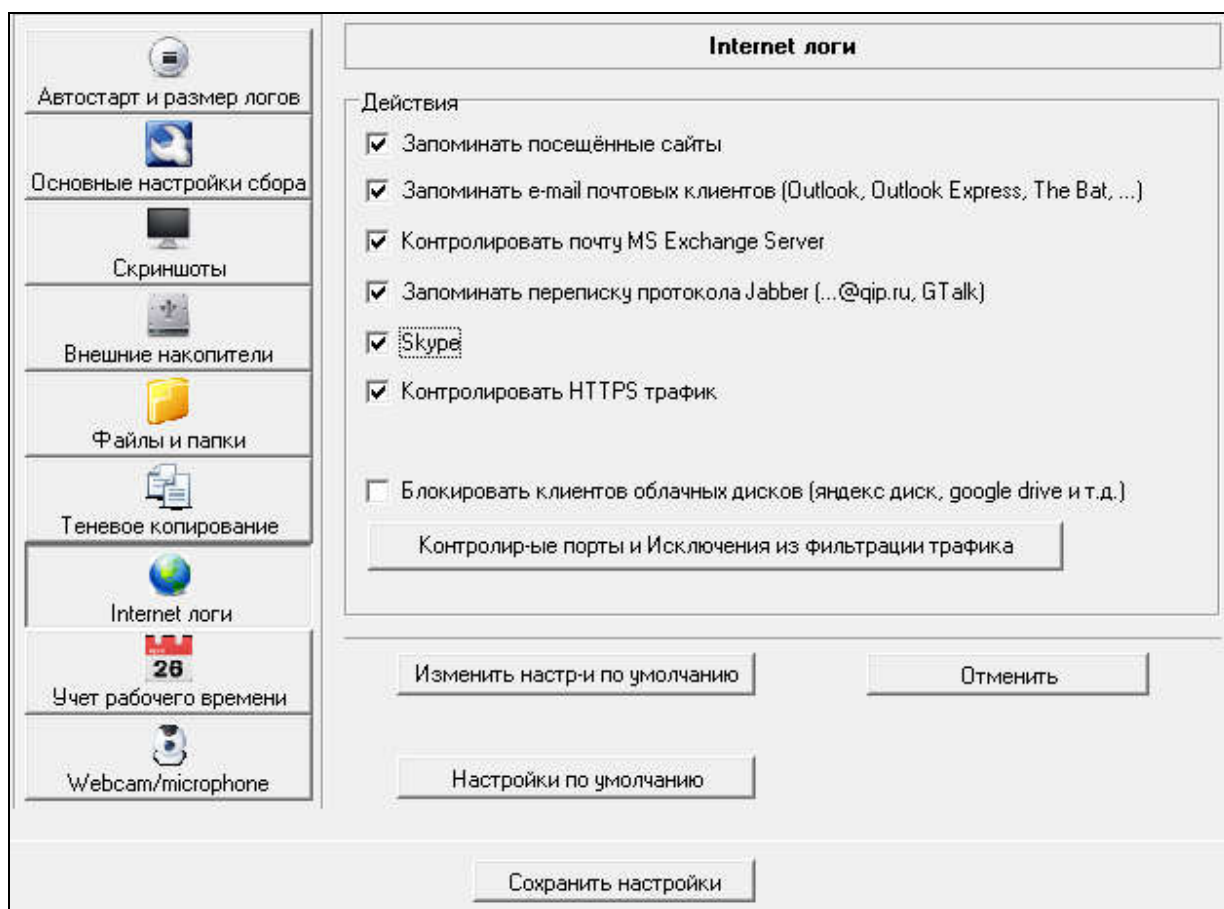 Автостарт и размер логов
Основные настройки сбора
Скриншоты
Внешние накопители
Файлы и папки
Теневое копирование
Internet логи
26
Учет рабочего времени
Webcam/microphone
Internet логи
Действия
Запоминать посещённые сайты
Запоминать e-mail почтовых клиентов (Outlook, Outlook Express, The Bat, ...)
Контролировать почту MS Exchange Server
Запоминать переписку протокола Jabber (...@qip.ru, GTalk)
Skype
Контролировать HTTPS трафик
Блокировать клиентов облачных дисков (яндекс диск, google drive и т.д.)
Контролир-ые порты и Исключения из фильтрации трафика
Изменить настр-и по умолчанию
Отменить
Настройки по умолчанию
Сохранить настройки